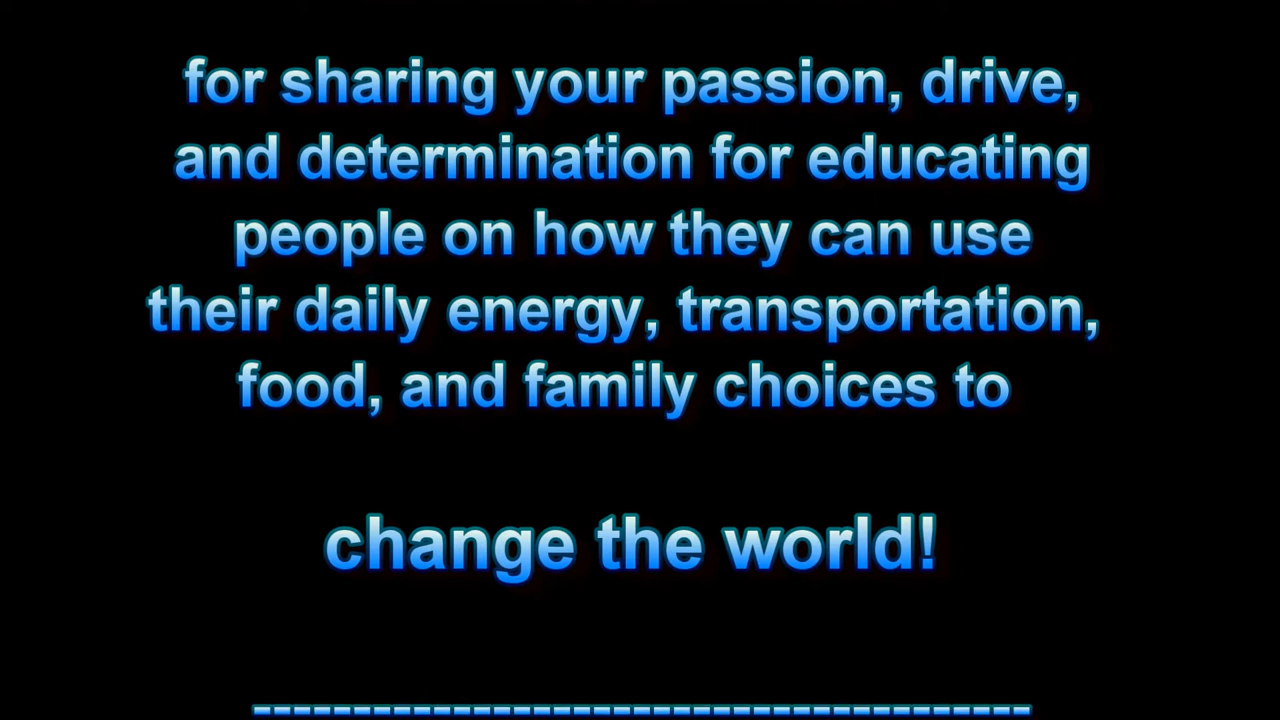 for sharing your passion, drive,
and determination for educating
people on how they can use
their daily energy, transportation,
food, and family choices to
change the world!
---------------------------------------